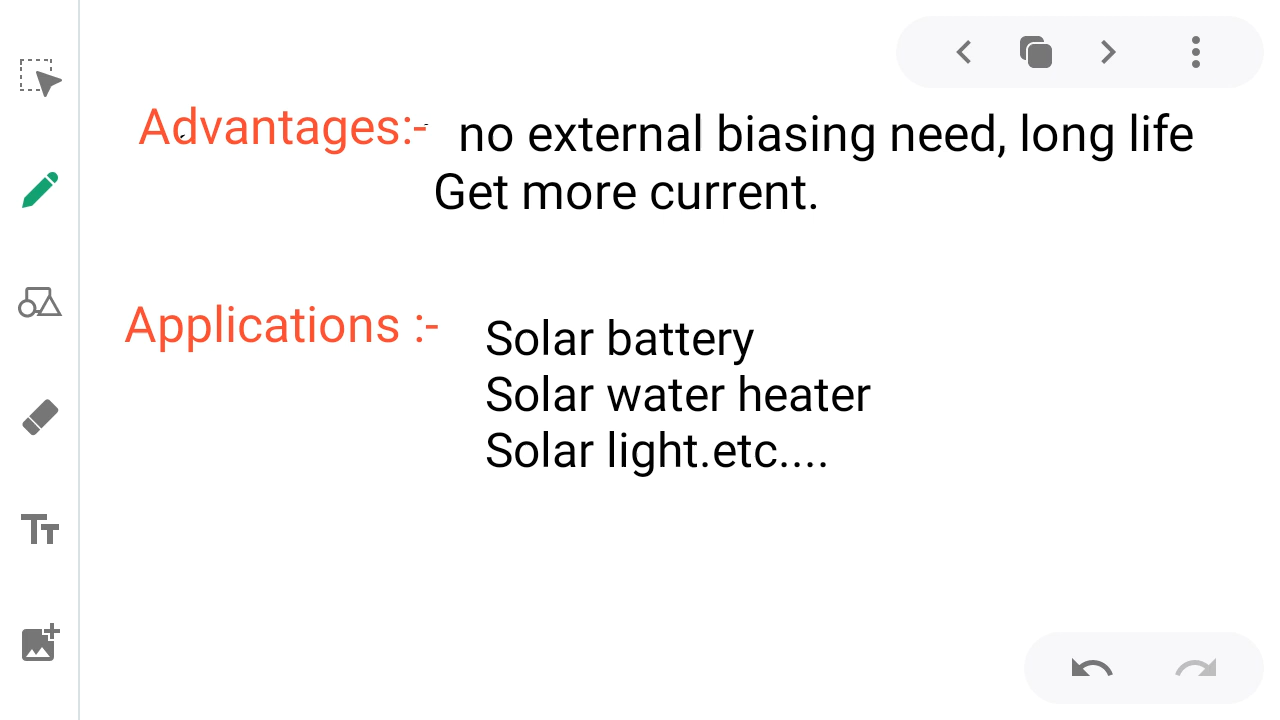 Advantages:- no external biasing need, long life
Get more current.
Applications :-
Solar battery
Solar water heater
Solar light.etc....